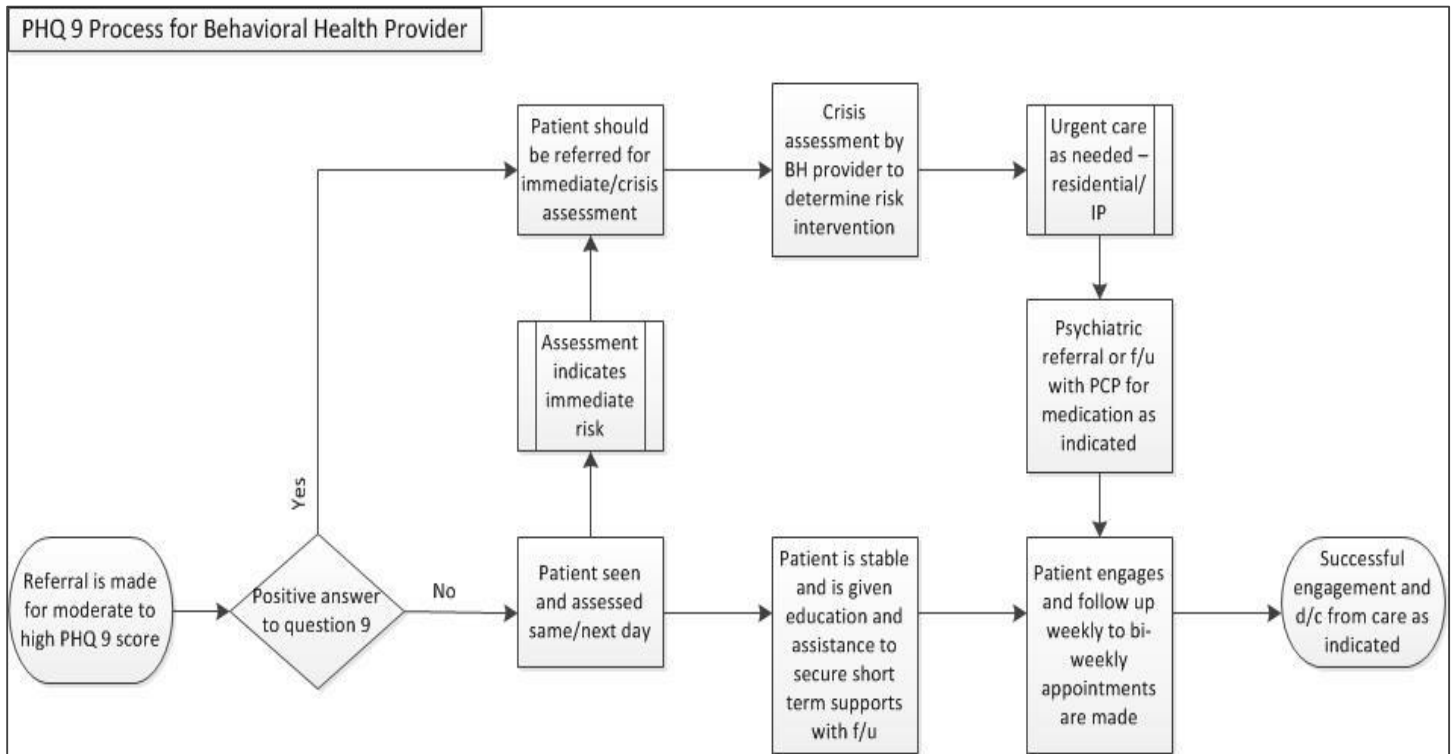 PHQ 9 Process for Behavioral Health Provider
Patient should
be referred for
immediate/crisis
assessment
Crisis
assessment by
BH provider to
determine risk
intervention
Urgent care
as needed –
residential/
IP
Assessment
indicates
immediate
risk
Psychiatric
referral or f/u
with PCP for
medication as
indicated
Yes
Referral is made
for moderate to
high PHQ 9 score
Positive answer
to question 9
No
Patient seen
and assessed
same/next day
Patient is stable
and is given
education and
assistance to
secure short
term supports
with f/u
Patient engages
and follow up
weekly to bi-
weekly
appointments
are made
Successful
engagement and
d/c from care as
indicated